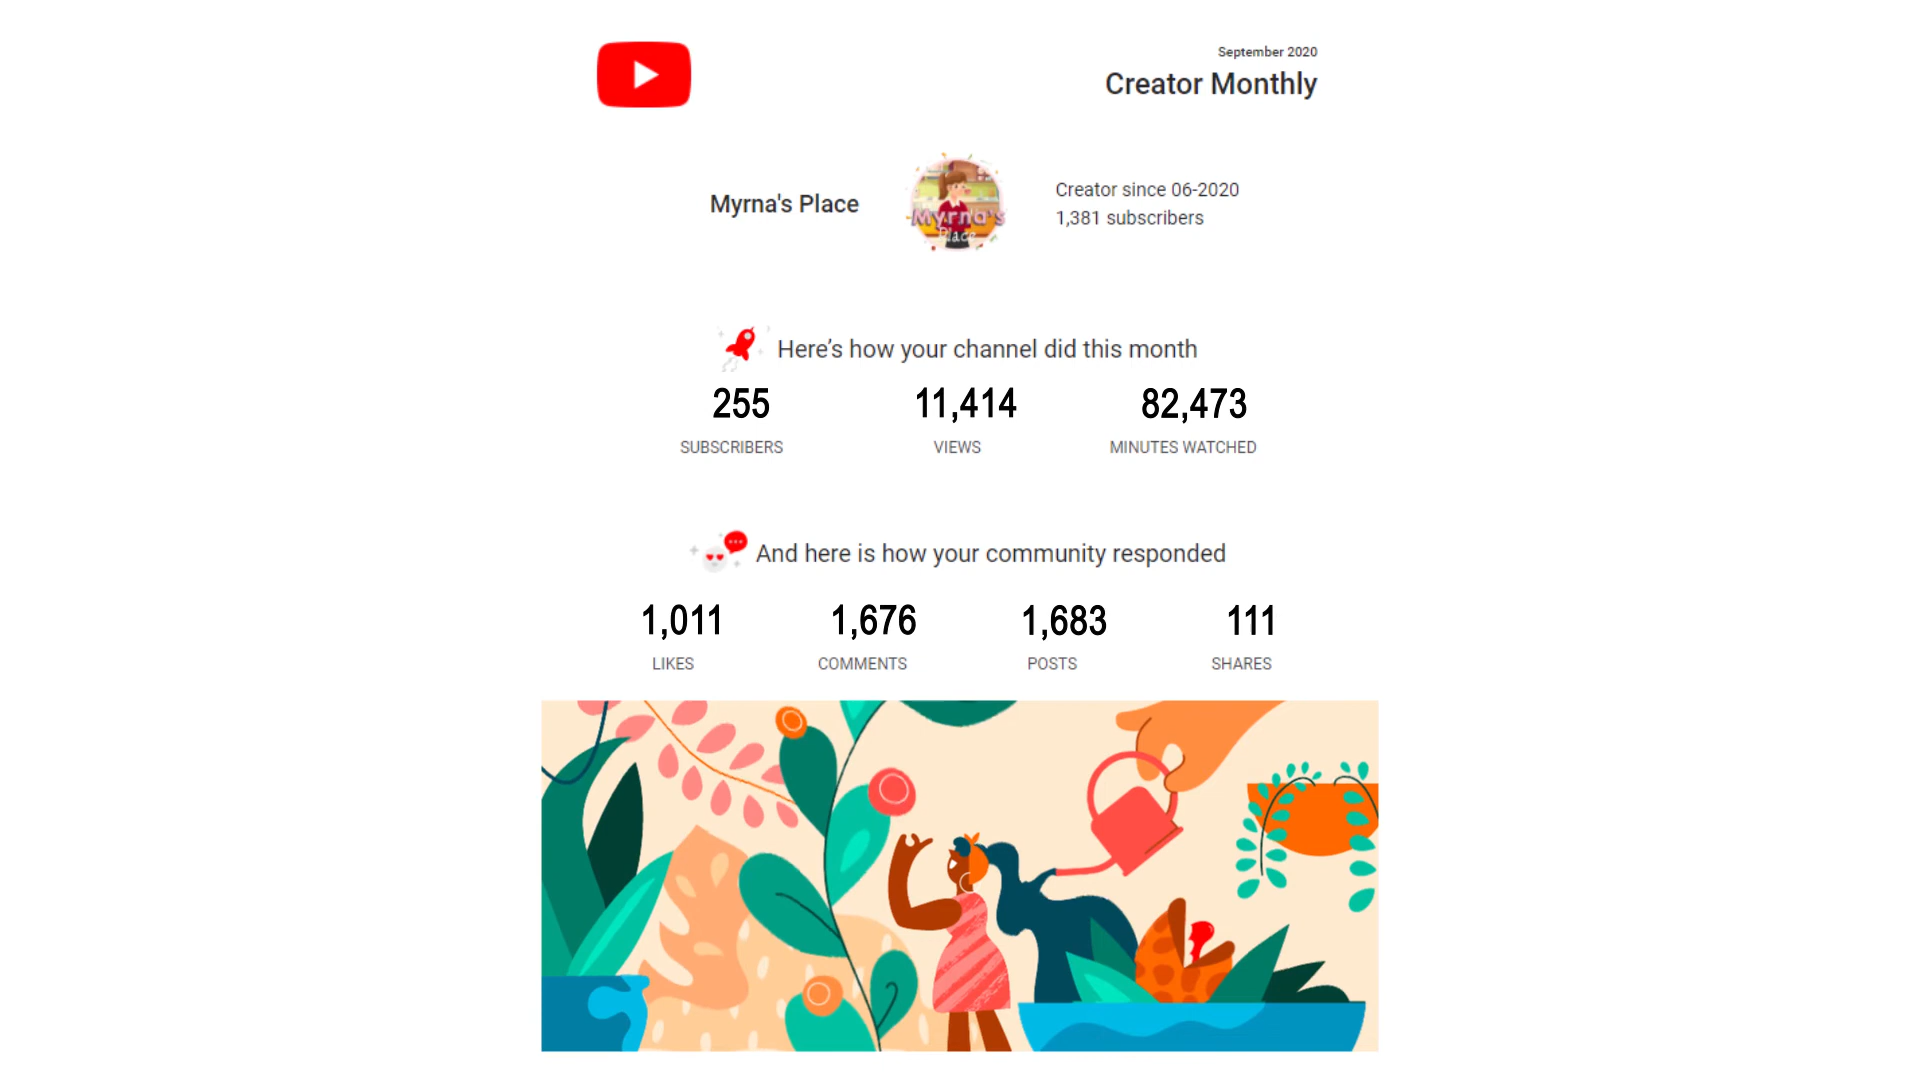 September 2020
Creator Monthly
Myrna's Place
Myrna's
Place
Creator since 06-2020
1,381 subscribers
Here’s how your channel did this month
255 11,414 82,473
SUBSCRIBERS VIEWS MINUTES WATCHED
And here is how your community responded
1,011 1,676 1,683 111
LIKES COMMENTS POSTS SHARES